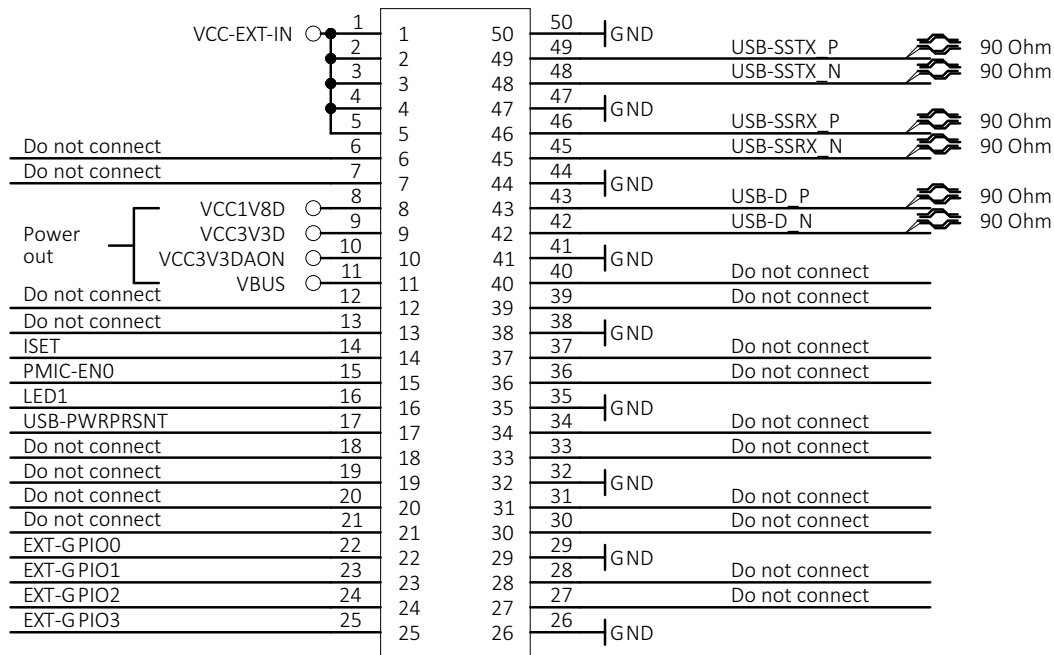 VCC-EXT-IN 1 1 50 50 GND
2 2 49 49 USB-SSTX_P 90 Ohm
3 3 48 48 USB-SSTX_N 90 Ohm
4 4 47 47 GND
5 5 46 46 USB-SSRX_P 90 Ohm
Do not connect 6 6 45 45 USB-SSRX_N 90 Ohm
Do not connect 7 7 44 44 GND
VCC1V8D 8 8 43 43 USB-D_P 90 Ohm
Power out
VCC3V3D 9 9 42 42 USB-D_N 90 Ohm
VCC3V3DAON 10 10 41 41 GND
VBUS 11 11 40 40 Do not connect
Do not connect 12 12 39 39 Do not connect
Do not connect 13 13 38 38 GND
ISET 14 14 37 37 Do not connect
PMIC-EN0 15 15 36 36 Do not connect
LED1 16 16 35 35 GND
USB-PWRPRSNT 17 17 34 34 Do not connect
Do not connect 18 18 33 33 Do not connect
Do not connect 19 19 32 32 GND
Do not connect 20 20 31 31 Do not connect
Do not connect 21 21 30 30 Do not connect
EXT-GPIO0 22 22 29 29 GND
EXT-GPIO1 23 23 28 28 Do not connect
EXT-GPIO2 24 24 27 27 Do not connect
EXT-GPIO3 25 25 26 26 GND